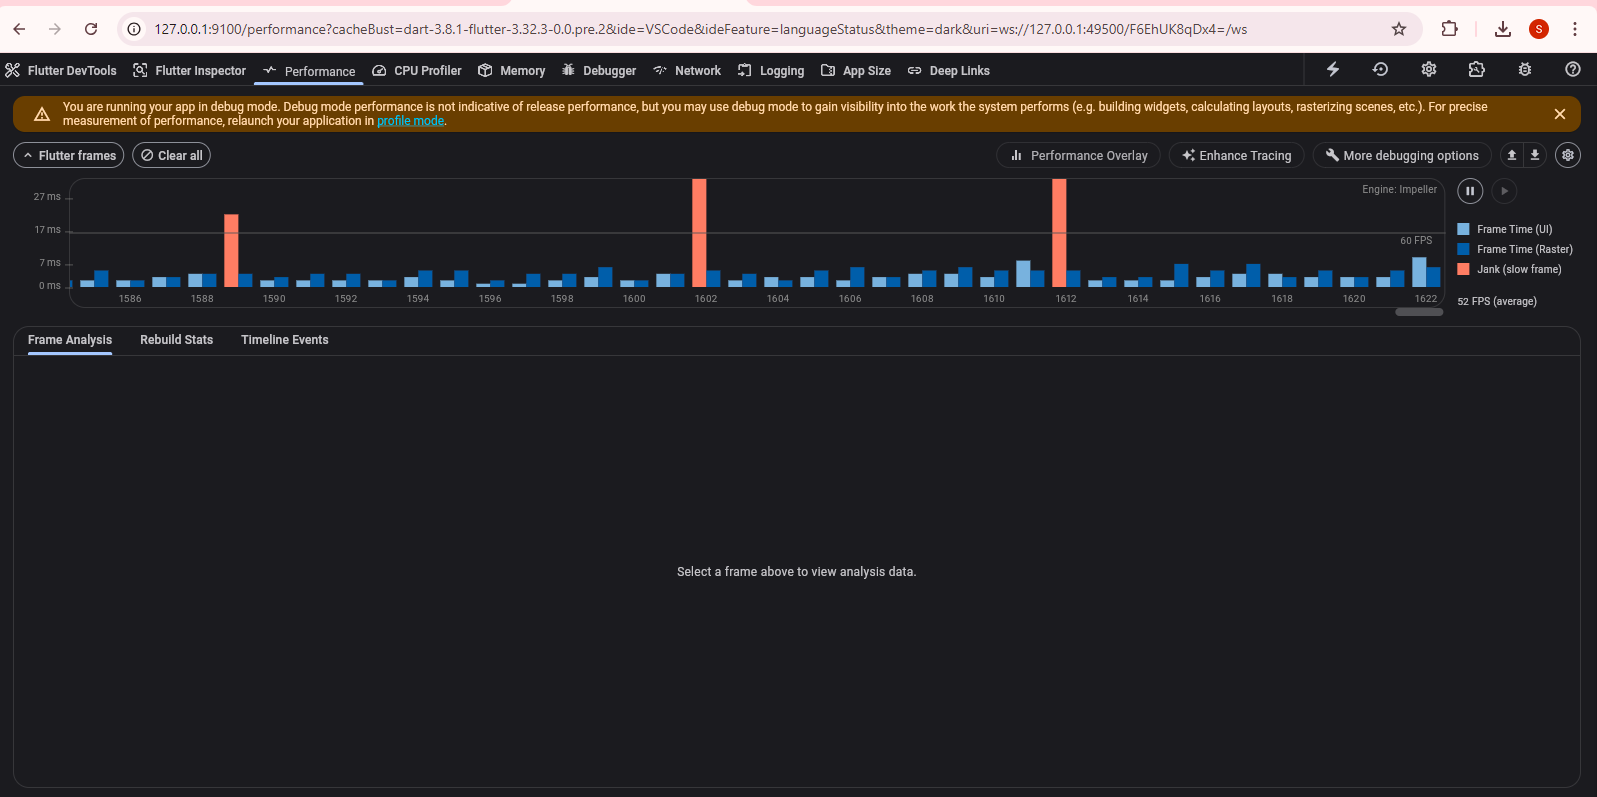 127.0.0.1:9100/performance?cacheBust=dart-3.8.1-flutter-3.32.3-0.0.pre.2&ide=VSCode&ideFeature=languageStatus&theme=dark&uri=ws://127.0.0.1:49500/F6EhUK8qDx4=/ws
S
Flutter DevTools Flutter Inspector Performance CPU Profiler Memory Debugger Network Logging App Size Deep Links
You are running your app in debug mode. Debug mode performance is not indicative of release performance, but you may use debug mode to gain visibility into the work the system performs (e.g. building widgets, calculating layouts, rasterizing scenes, etc.). For precise
measurement of performance, relaunch your application in profile mode.
Flutter frames Clear all Performance Overlay Enhance Tracing More debugging options
Engine: Impeller
27 ms
17 ms
60 FPS
7 ms
0 ms
1586 1588 1590 1592 1594 1596 1598 1600 1602 1604 1606 1608 1610 1612 1614 1616 1618 1620 1622
Frame Time (UI)
Frame Time (Raster)
Jank (slow frame)
52 FPS (average)
Frame Analysis Rebuild Stats Timeline Events
Select a frame above to view analysis data.